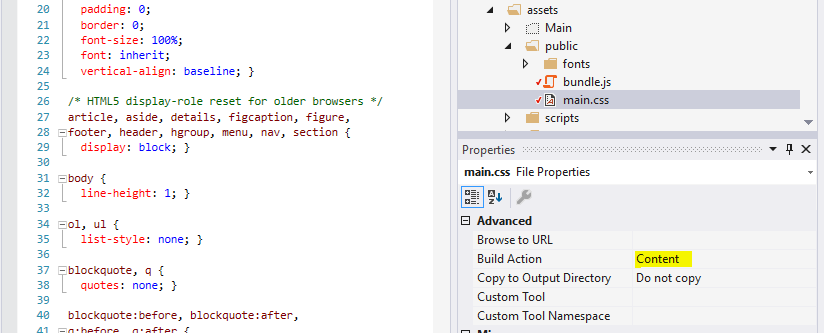 20 padding: 0;
21 border: 0;
22 font-size: 100%;
23 font: inherit;
24 vertical-align: baseline; }
25
26 /* HTML5 display-role reset for older browsers */
27 article, aside, details, figcaption, figure,
28 footer, header, hgroup, menu, nav, section {
29 display: block; }
30
31 body {
32 line-height: 1; }
33
34 ol, ul {
35 list-style: none; }
36
37 blockquote, q {
38 quotes: none; }
39
40 blockquote:before, blockquote:after,
41 q:before, q:after {
assets
Main
public
fonts
bundle.js
main.css
scripts
Properties
main.css File Properties
Advanced
Browse to URL
Build Action Content
Copy to Output Directory Do not copy
Custom Tool
Custom Tool Namespace